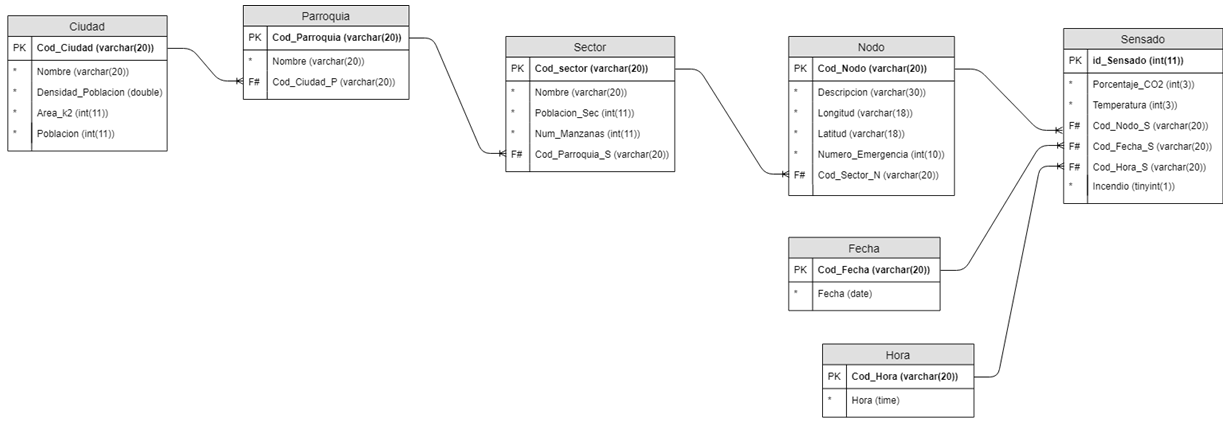 Ciudad
PK Cod_Ciudad (varchar(20))
* Nombre (varchar(20))
* Densidad_Poblacion (double)
* Area_k2 (int(11))
* Poblacion (int(11))
Parroquia
PK Cod_Parroquia (varchar(20))
* Nombre (varchar(20))
F# Cod_Ciudad_P (varchar(20))
Sector
PK Cod_sector (varchar(20))
* Nombre (varchar(20))
* Poblacion_Sec (int(11))
* Num_Manzanas (int(11))
F# Cod_Parroquia_S (varchar(20))
Nodo
PK Cod_Nodo (varchar(20))
* Descripcion (varchar(30))
* Longitud (varchar(18))
* Latitud (varchar(18))
* Numero_Emergencia (int(10))
F# Cod_Sector_N (varchar(20))
Sensado
PK id_Sensado (int(11))
* Porcentaje_CO2 (int(3))
* Temperatura (int(3))
F# Cod_Nodo_S (varchar(20))
F# Cod_Fecha_S (varchar(20))
F# Cod_Hora_S (varchar(20))
* Incendio (tinyint(1))
Fecha
PK Cod_Fecha (varchar(20))
* Fecha (date)
Hora
PK Cod_Hora (varchar(20))
* Hora (time)